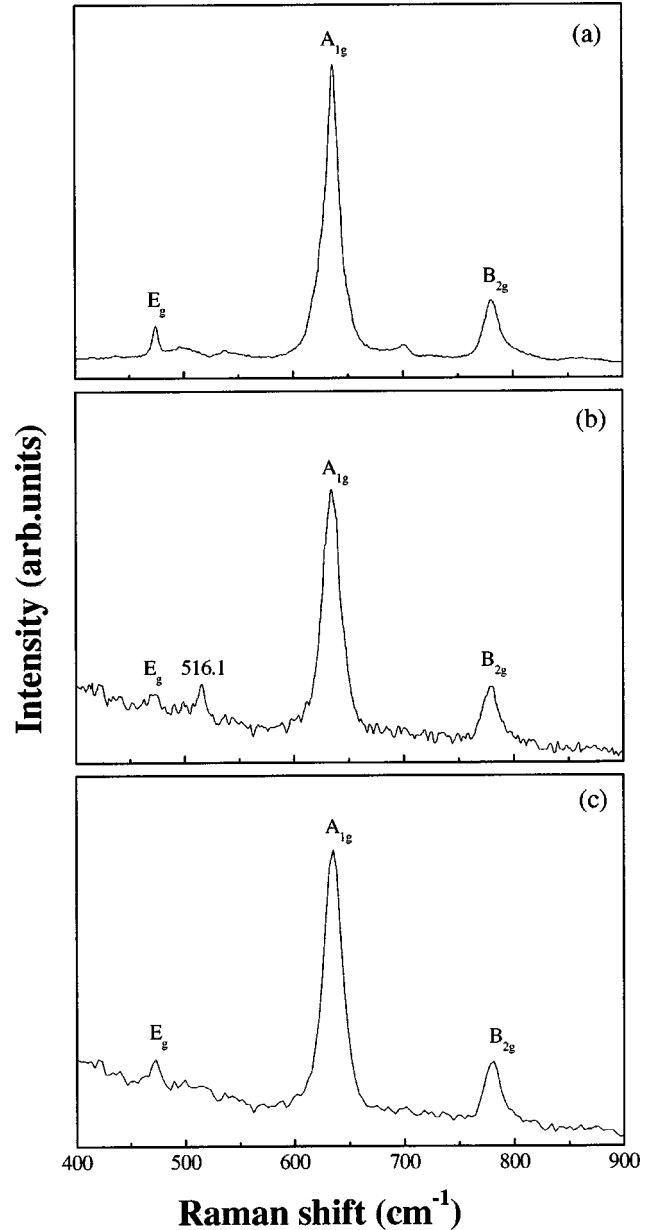 (a)
A1g
Eg
B2g
(b)
A1g
Eg
516.1
B2g
(c)
A1g
Eg
B2g
400 500 600 700 800 900
Raman shift (cm-1)
Intensity (arb.units)